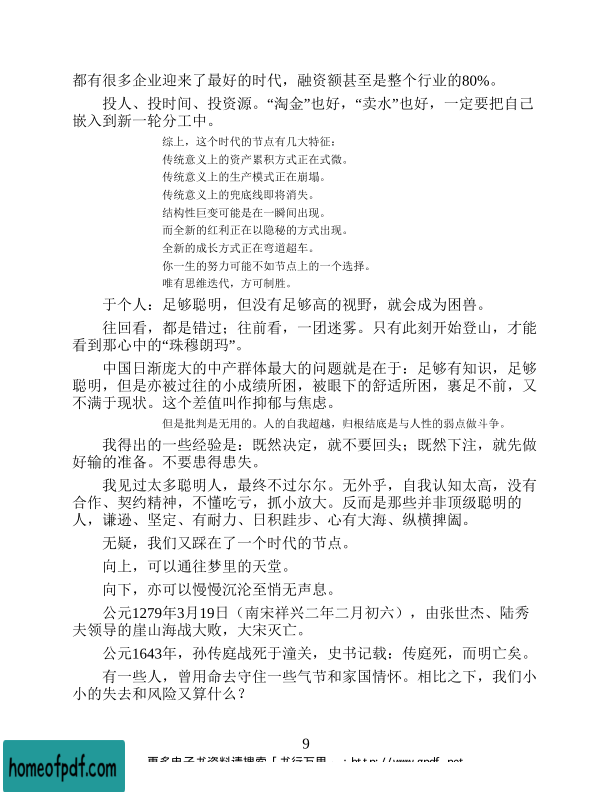 都有很多企业迎来了最好的时代，融资额甚至是整个行业的80%。
投人、投时间、投资源。“淘金”也好，“卖水”也好，一定要把自己
嵌入到新一轮分工中。
综上，这个时代的节点有几大特征：
传统意义上的资产累积方式正在式微。
传统意义上的生产模式正在崩塌。
传统意义上的兜底线即将消失。
结构性巨变可能是在一瞬间出现。
而全新的红利正在以隐秘的方式出现。
全新的成长方式正在弯道超车。
你一生的努力可能不如节点上的一个选择。
唯有思维迭代，方可制胜。
于个人：足够聪明，但没有足够高的视野，就会成为困兽。
往回看，都是错过；往前看，一团迷雾。只有此刻开始登山，才能
看到那心中的“珠穆朗玛”。
中国日渐庞大的中产群体最大的问题就是在于：足够有知识，足够
聪明，但是亦被过往的小成绩所困，被眼下的舒适所困，裹足不前，又
不满于现状。这个差值叫作抑郁与焦虑。
但是批判是无用的。人的自我超越，归根结底是与人性的弱点做斗争。
我得出的一些经验是：既然决定，就不要回头；既然下注，就先做
好输的准备。不要患得患失。
我见过太多聪明人，最终不过尔尔。无外乎，自我认知太高，没有
合作、契约精神，不懂吃亏，抓小放大。反而是那些并非顶级聪明的
人，谦逊、坚定、有耐力、日积跬步、心有大海、纵横捭阖。
无疑，我们又踩在了一个时代的节点。
向上，可以通往梦里的天堂。
向下，亦可以慢慢沉沦至悄无声息。
公元1279年3月19日（南宋祥兴二年二月初六），由张世杰、陆秀
夫领导的崖山海战大败，大宋灭亡。
公元1643年，孙传庭战死于潼关，史书记载：传庭死，而明亡矣。
有一些人，曾用命去守住一些气节和家国情怀。相比之下，我们小
小的失去和风险又算什么？
9
更多电子书资料请搜索「书行万里
homeofpdf.com